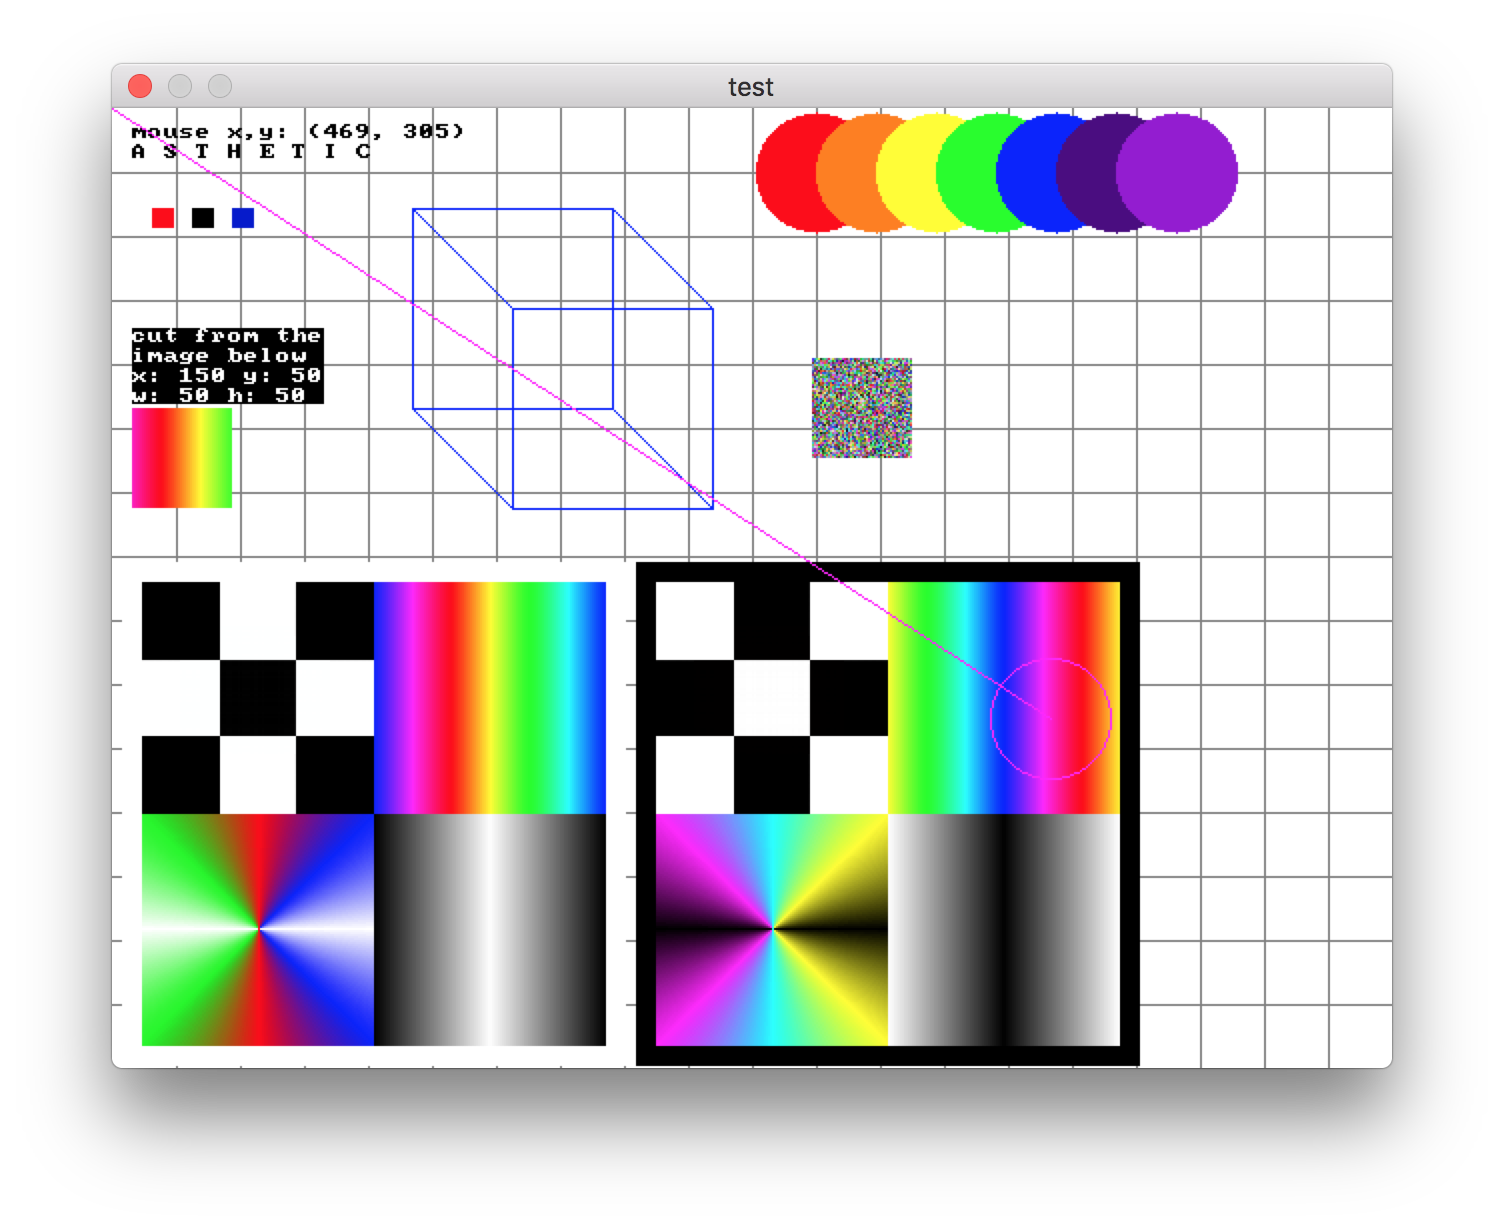 test
mouse x,y: (469, 305)
A S T H E T I C
cut from the
image below
x: 150 y: 50
w: 50 h: 50